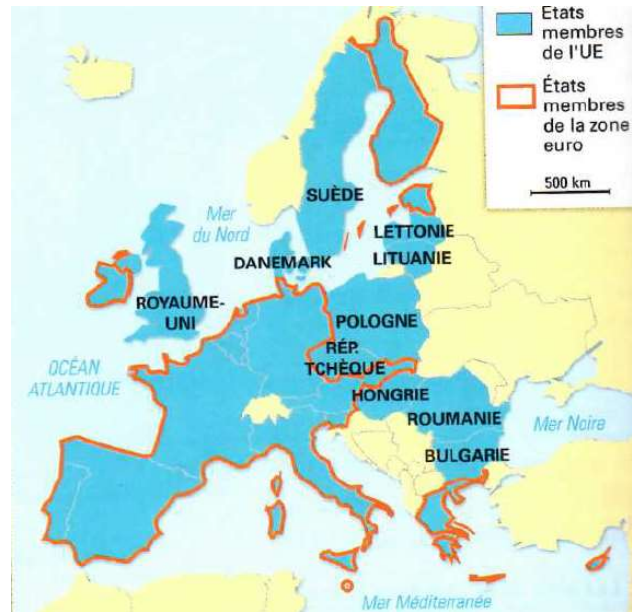 Etats
membres
de l'UE
États
membres
de la zone
euro
500 km
SUÈDE
Mer
du Nord
LETTONIE
DANEMARK
LITUANIE
ROYAUME-
UNI
POLOGNE
RÉP.
TCHÈQUE
OCÉAN
ATLANTIQUE
HONGRIE
ROUMANIE
Mer Noire
BULGARIE
Mer Méditerranée